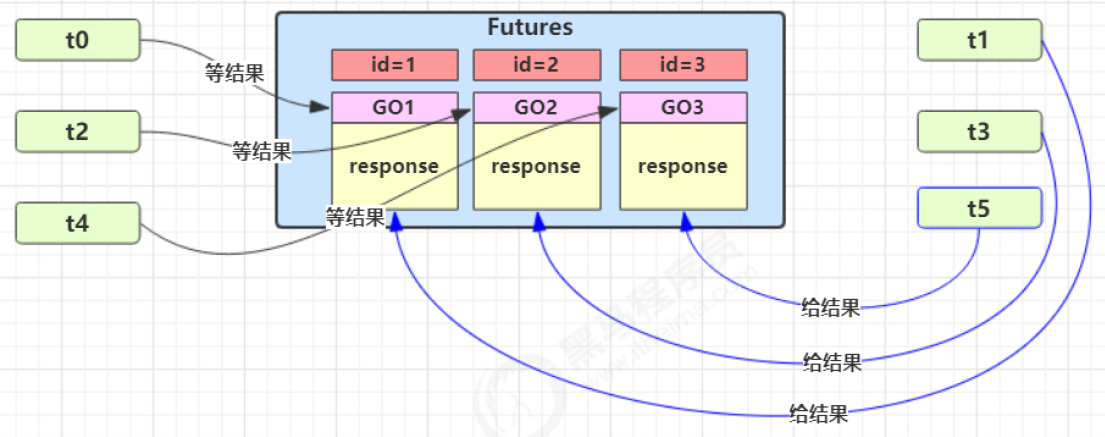 Futures
t0
t1
等结果
id=1
id=2
id=3
GO1
GO2
GO3
t2
t3
等结果
response
response
response
t4
t5
等结果
给结果
给结果
给结果
黑马程序员
www.itheima.com